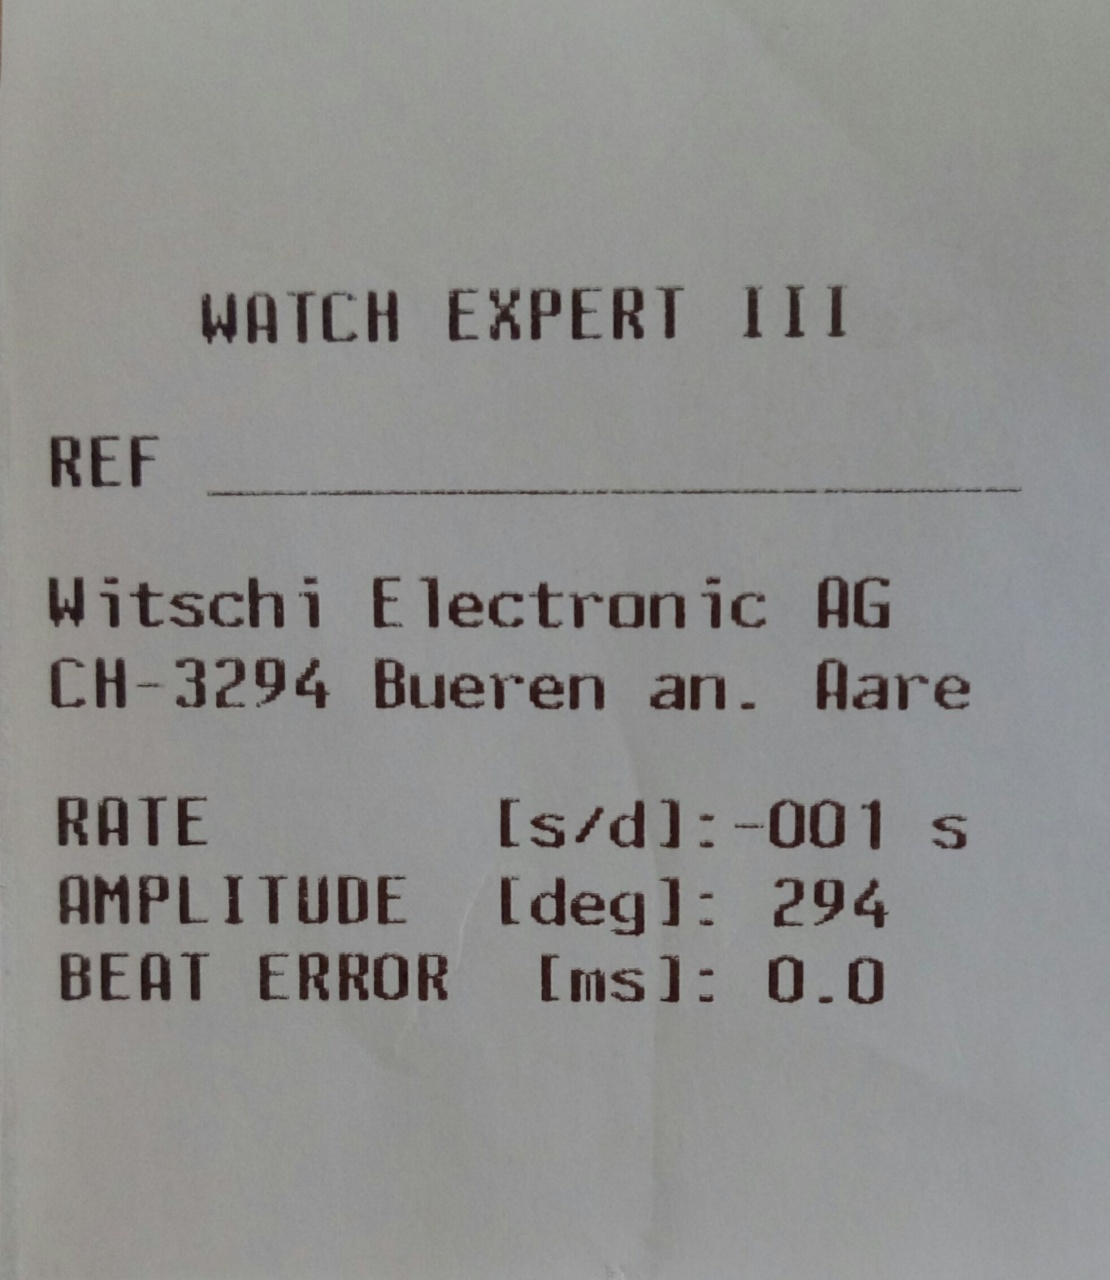 WATCH EXPERT III
REF
Witschi Electronic AG
CH-3294 Bueren an. Aare
RATE [s/d]:-001 s
AMPLITUDE [deg]: 294
BEAT ERROR [ms]: 0.0